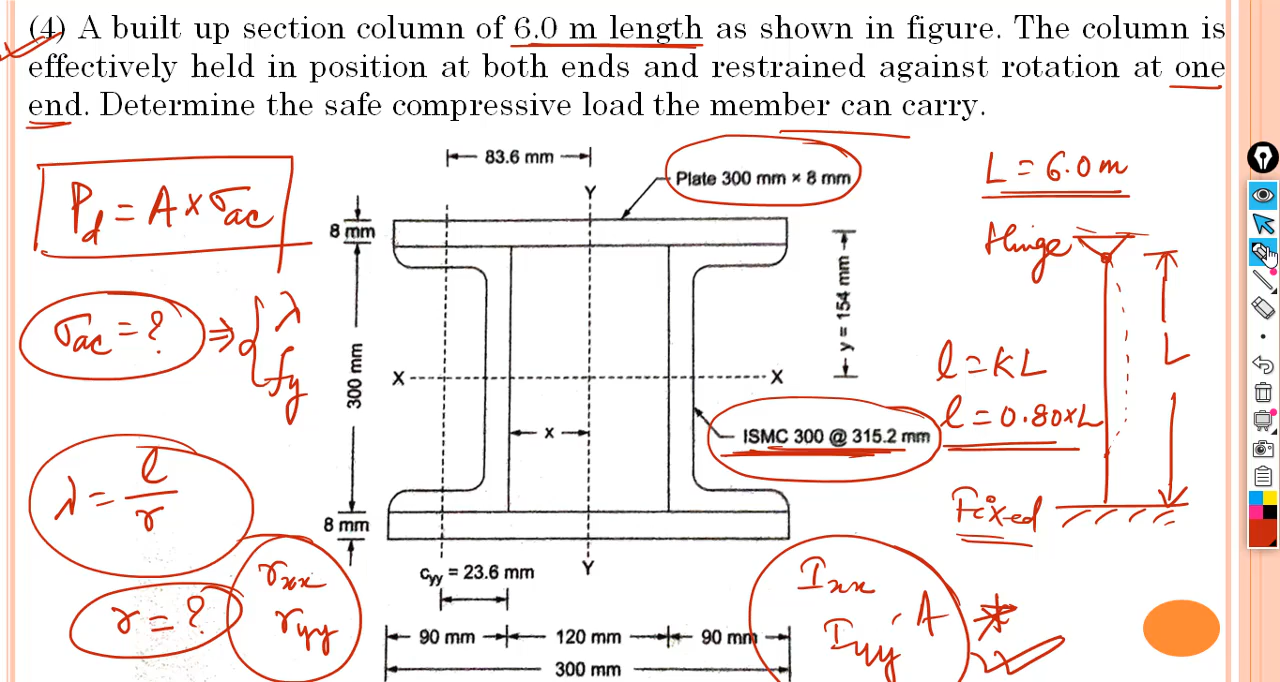 (4) A built up section column of 6.0 m length as shown in figure. The column is
effectively held in position at both ends and restrained against rotation at one
end. Determine the safe compressive load the member can carry.
83.6 mm
Plate 300 mm × 8 mm
L = 6.0 m
Pd = A × σac
Y
8 mm
Hinge
σac = ? ⇒ { λ
fy
y = 154 mm
L
300 mm
X
X
l = KL
x
ISMC 300 @ 315.2 mm
l = 0.80×L
λ = l/r
Fixed
8 mm
Cyy = 23.6 mm
Y
r = ?
rxx
ryy
Ixx
Iyy
A
90 mm
120 mm
90 mm
300 mm